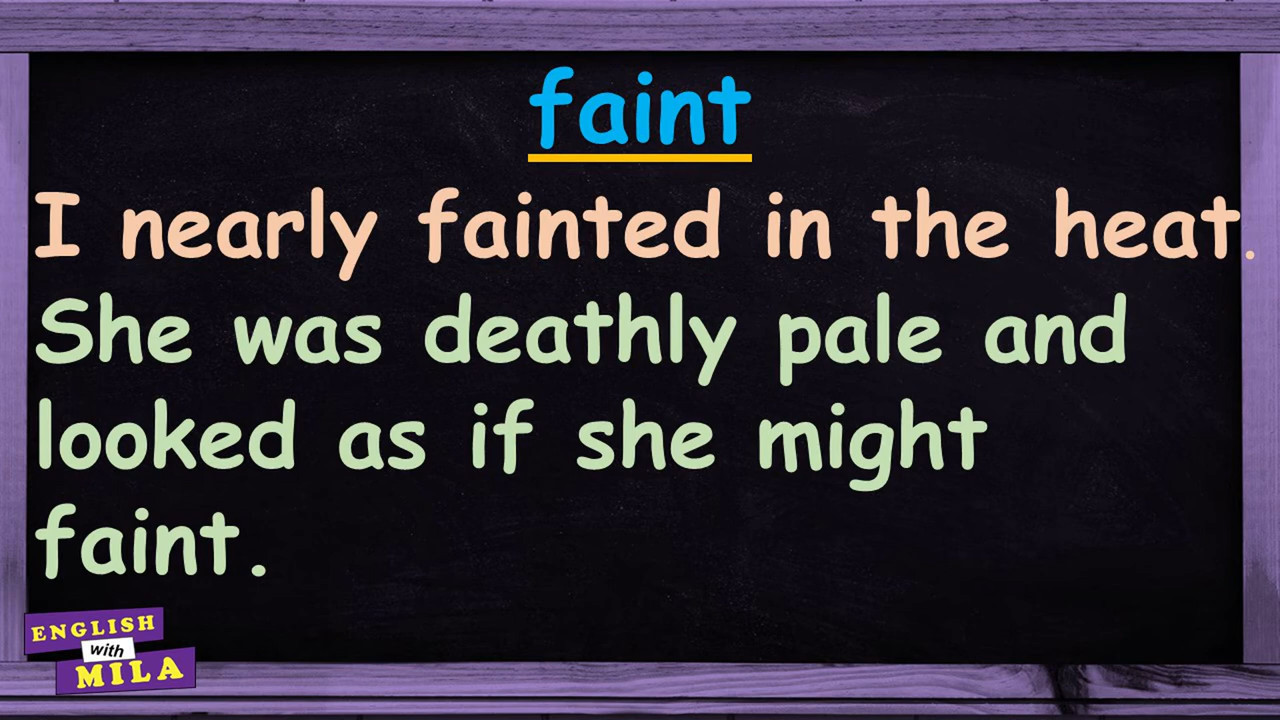 faint
I nearly fainted in the heat.
She was deathly pale and
looked as if she might
faint.
ENGLISH
with
MILA